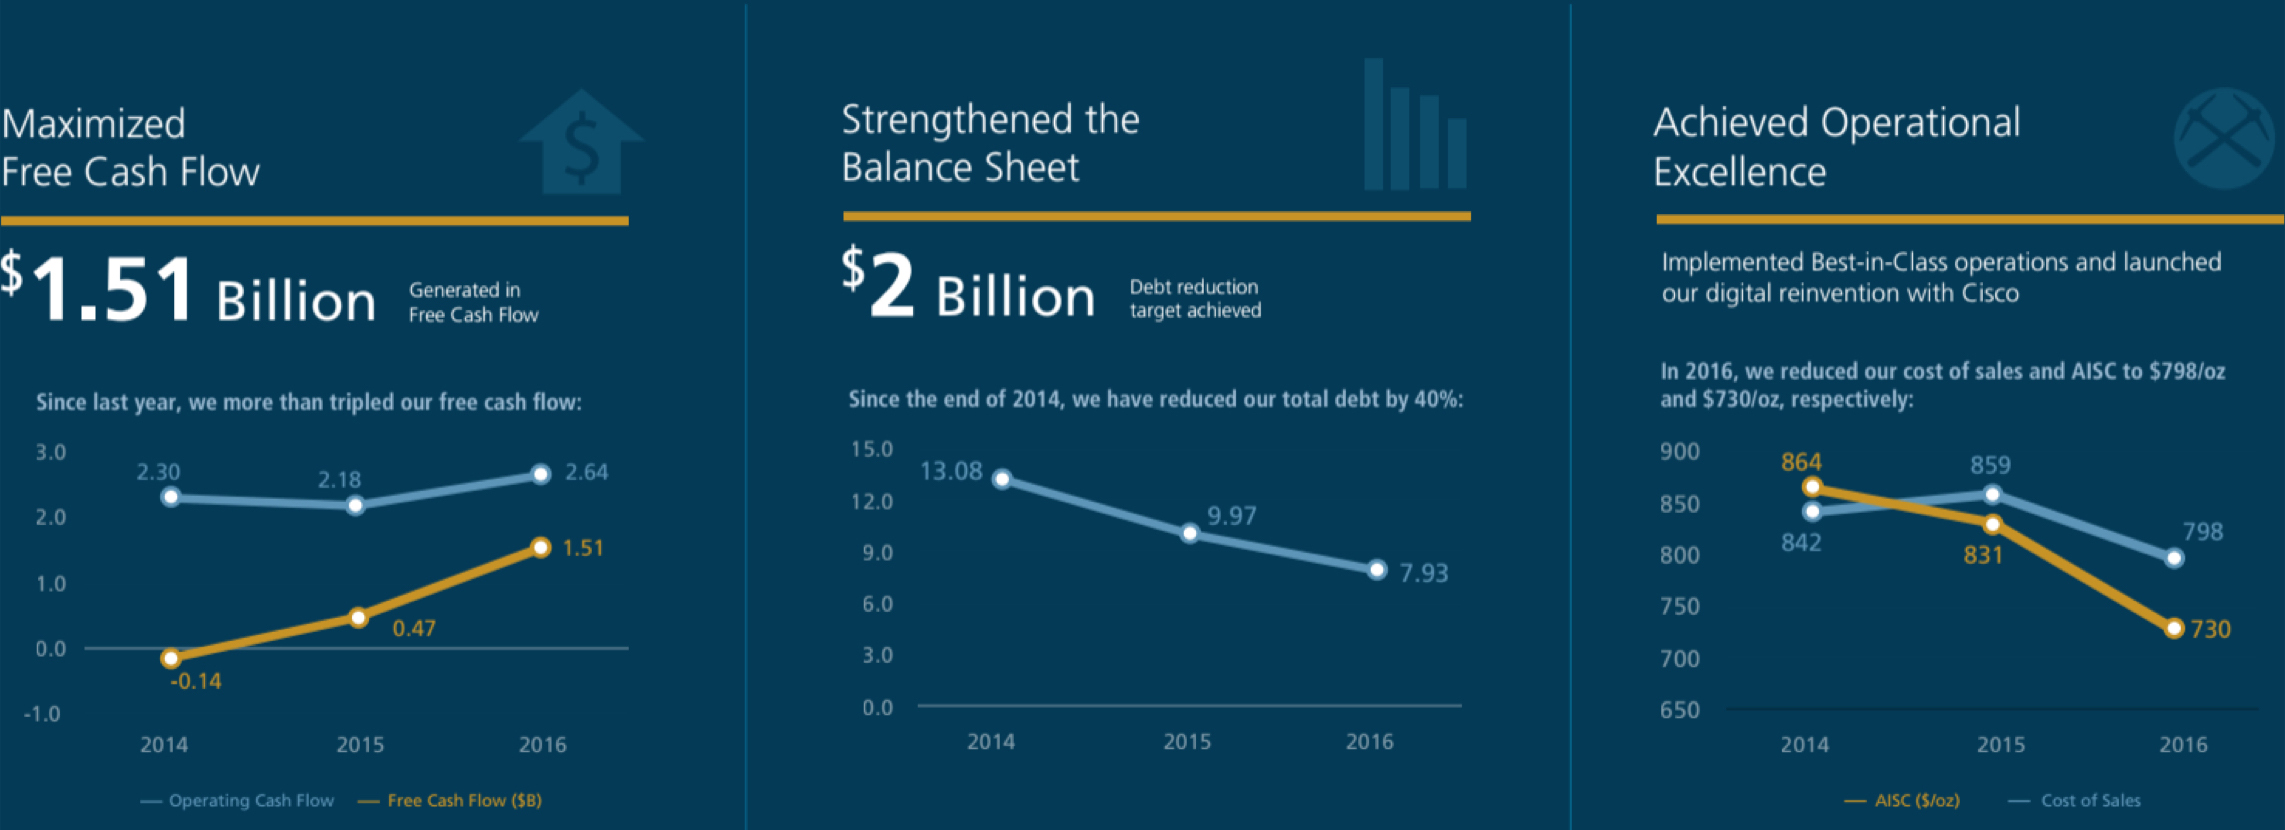 Maximized
Free Cash Flow
$
$1.51 Billion
Generated in
Free Cash Flow
Since last year, we more than tripled our free cash flow:
3.0
2.0
1.0
0.0
-1.0
2.30
2.18
2.64
-0.14
0.47
1.51
2014
2015
2016
Operating Cash Flow
Free Cash Flow ($B)
Strengthened the
Balance Sheet
$2 Billion
Debt reduction
target achieved
Since the end of 2014, we have reduced our total debt by 40%:
15.0
12.0
9.0
6.0
3.0
0.0
13.08
9.97
7.93
2014
2015
2016
Achieved Operational
Excellence
Implemented Best-in-Class operations and launched
our digital reinvention with Cisco
In 2016, we reduced our cost of sales and AISC to $798/oz
and $730/oz, respectively:
900
850
800
750
700
650
864
842
859
831
798
730
2014
2015
2016
AISC ($/oz)
Cost of Sales